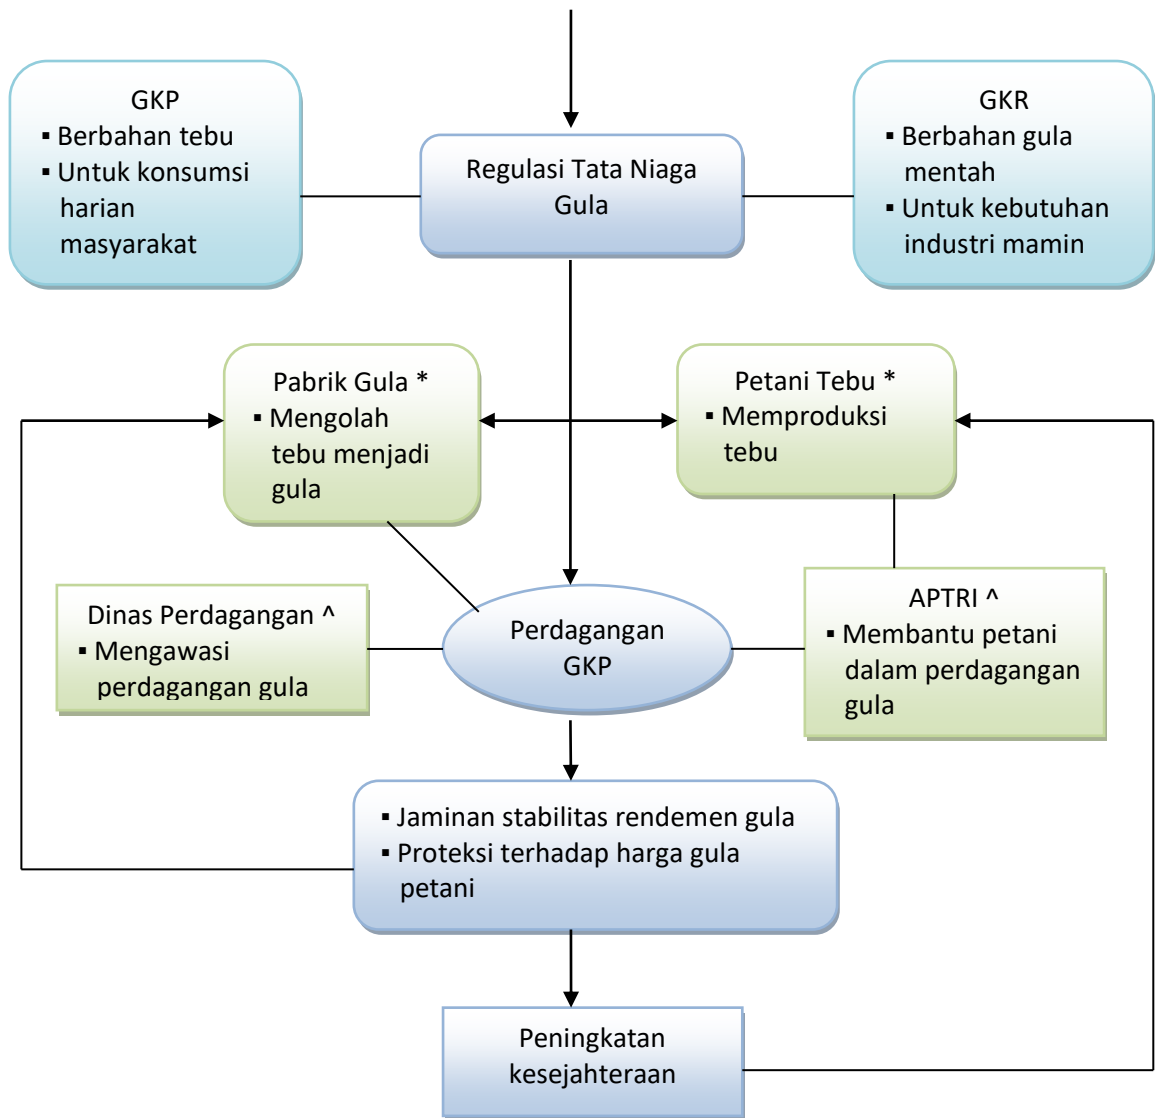 GKP
▪ Berbahan tebu
▪ Untuk konsumsi
harian
masyarakat
Regulasi Tata Niaga
Gula
GKR
▪ Berbahan gula
mentah
▪ Untuk kebutuhan
industri mamin
Pabrik Gula *
▪ Mengolah
tebu menjadi
gula
Petani Tebu *
▪ Memproduksi
tebu
Dinas Perdagangan ^
▪ Mengawasi
perdagangan gula
Perdagangan
GKP
APTRI ^
▪ Membantu petani
dalam perdagangan
gula
▪ Jaminan stabilitas rendemen gula
▪ Proteksi terhadap harga gula
petani
Peningkatan
kesejahteraan